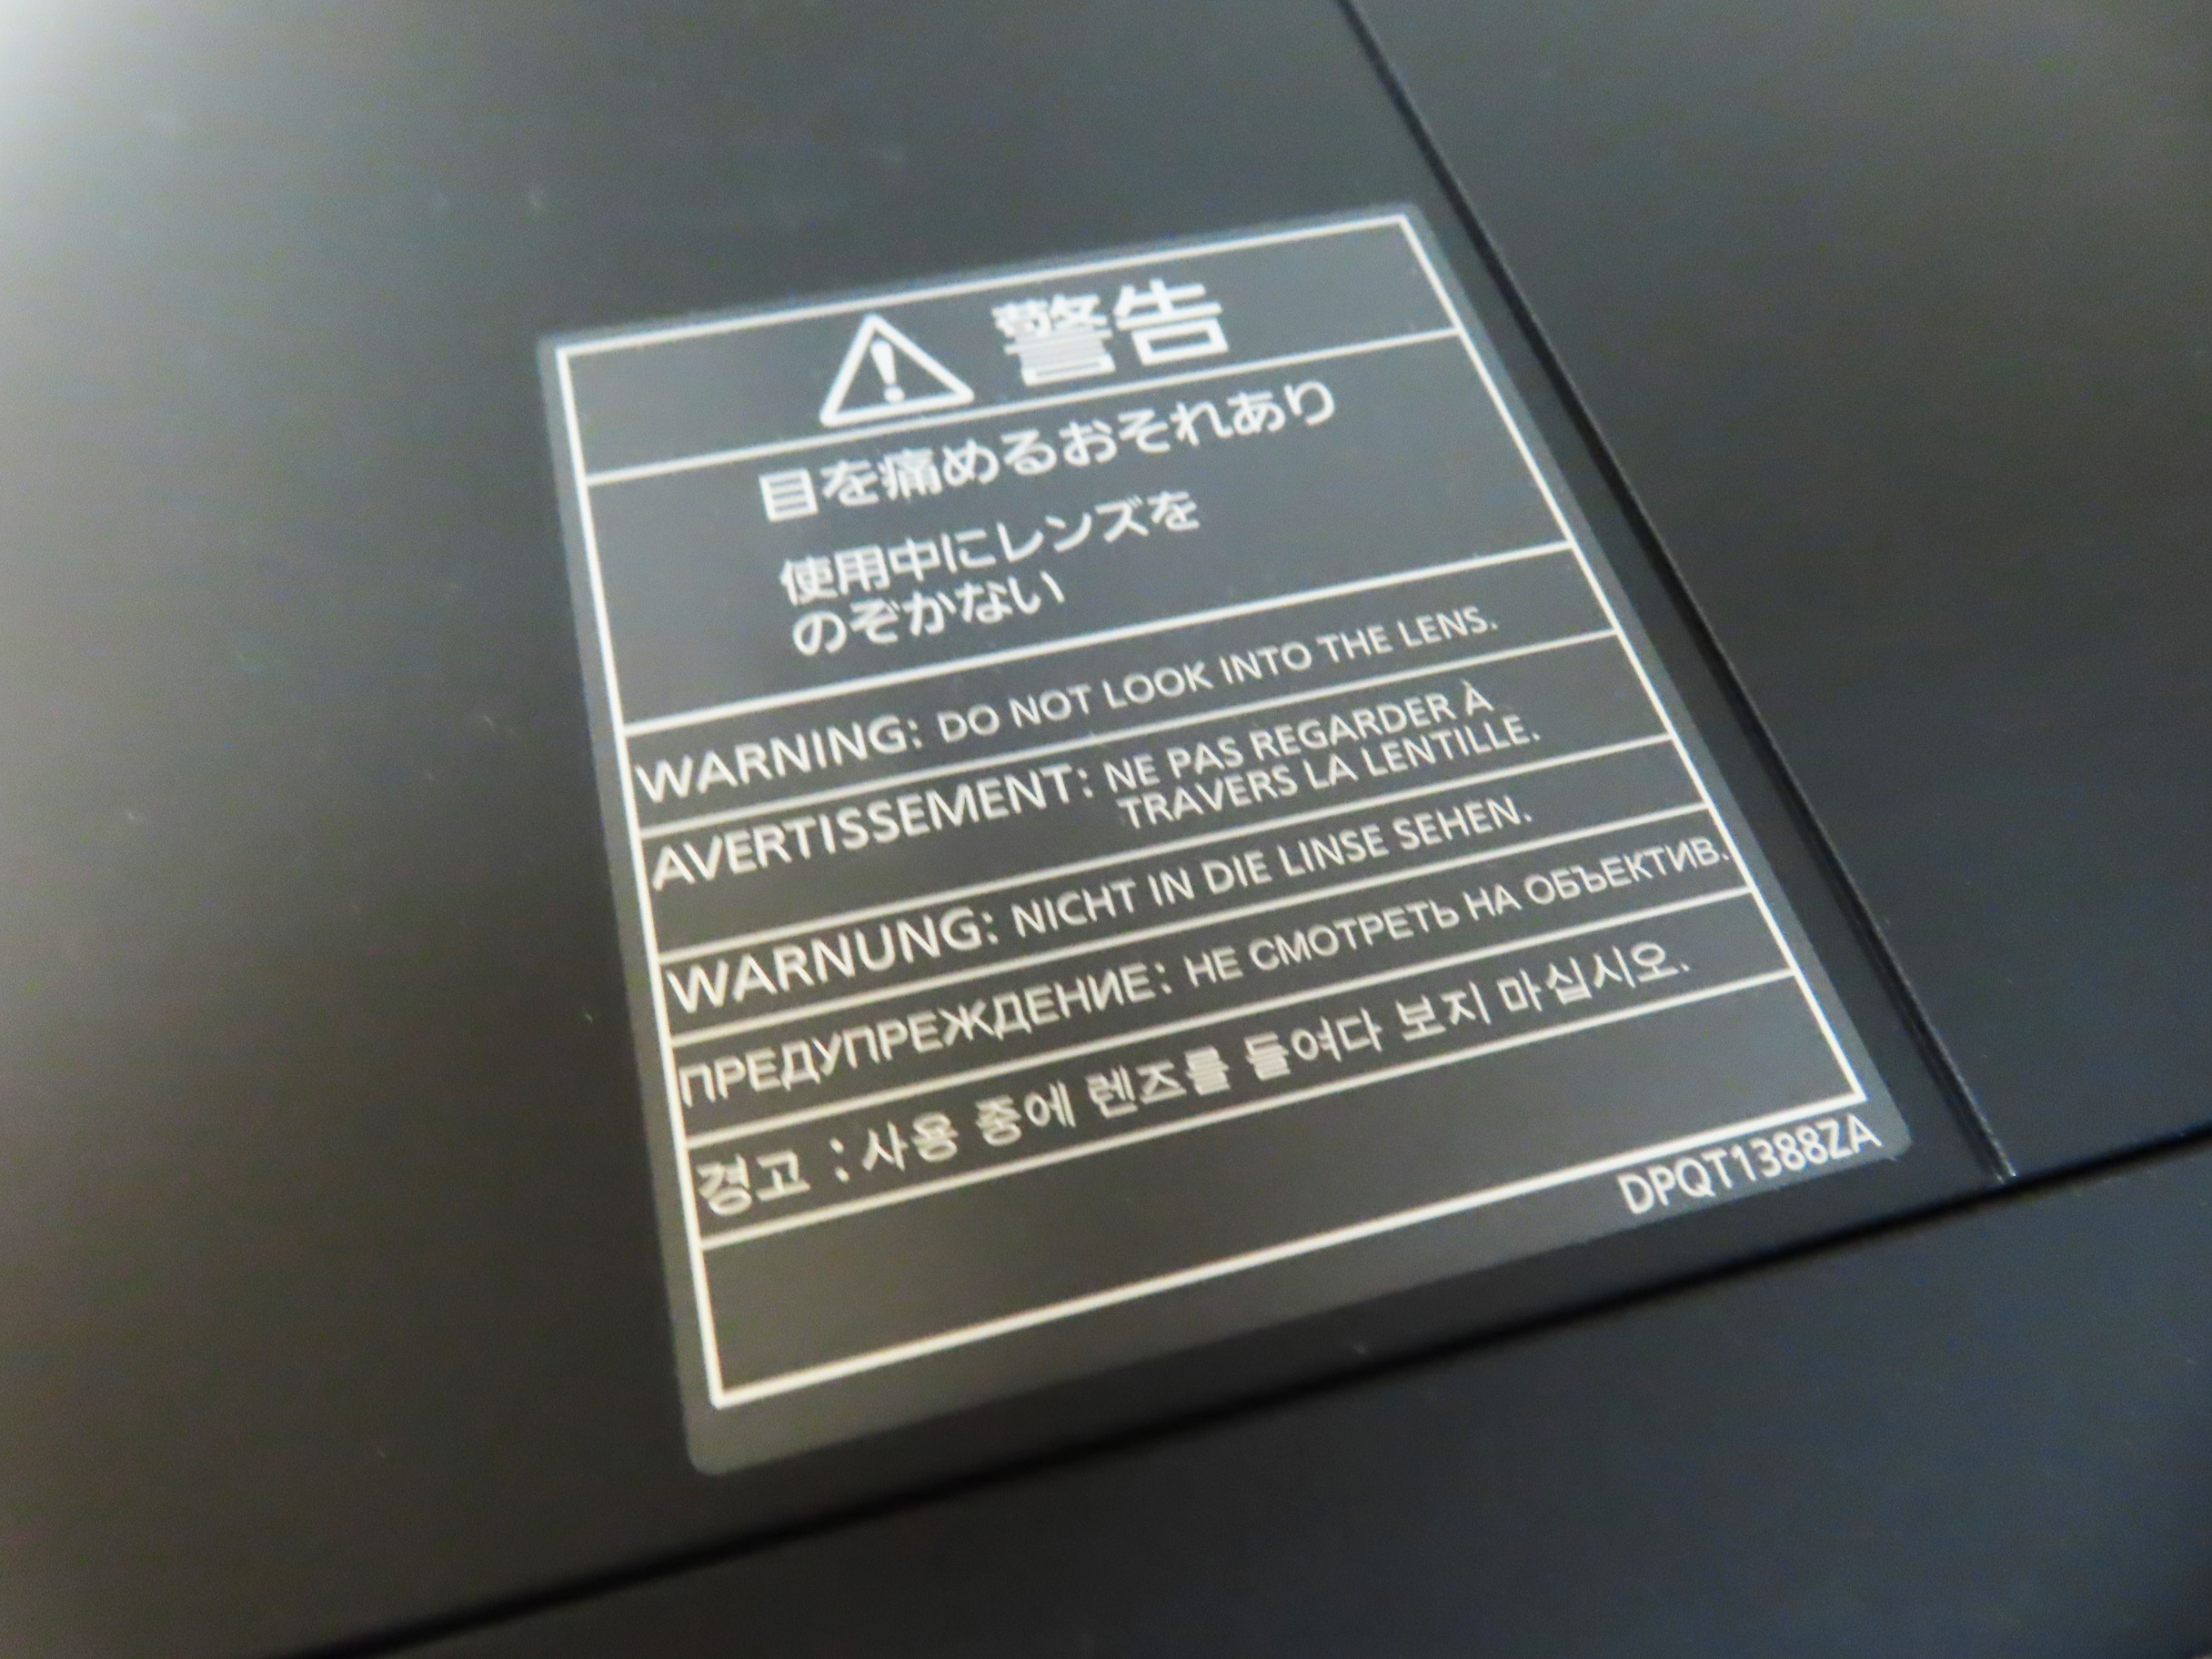 警告
目を痛めるおそれあり
使用中にレンズを
のぞかない
WARNING: DO NOT LOOK INTO THE LENS.
AVERTISSEMENT: NE PAS REGARDER À
TRAVERS LA LENTILLE.
WARNUNG: NICHT IN DIE LINSE SEHEN.
ПРЕДУПРЕЖДЕНИЕ: НЕ СМОТРЕТЬ НА ОБЪЕКТИВ.
경고 : 사용 중에 렌즈를 들여다 보지 마십시오.
DPQT1388ZA